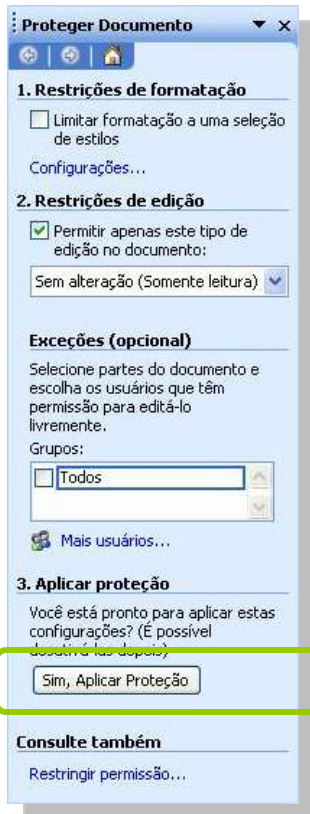 Proteger Documento
1. Restrições de formatação
Limitar formatação a uma seleção
de estilos
Configurações...
2. Restrições de edição
Permitir apenas este tipo de
edição no documento:
Sem alteração (Somente leitura)
Exceções (opcional)
Selecione partes do documento e
escolha os usuários que têm
permissão para editá-lo
livremente.
Grupos:
Todos
Mais usuários...
3. Aplicar proteção
Você está pronto para aplicar estas
configurações? (É possível
desativá-las depois)
Sim, Aplicar Proteção
Consulte também
Restringir permissão...